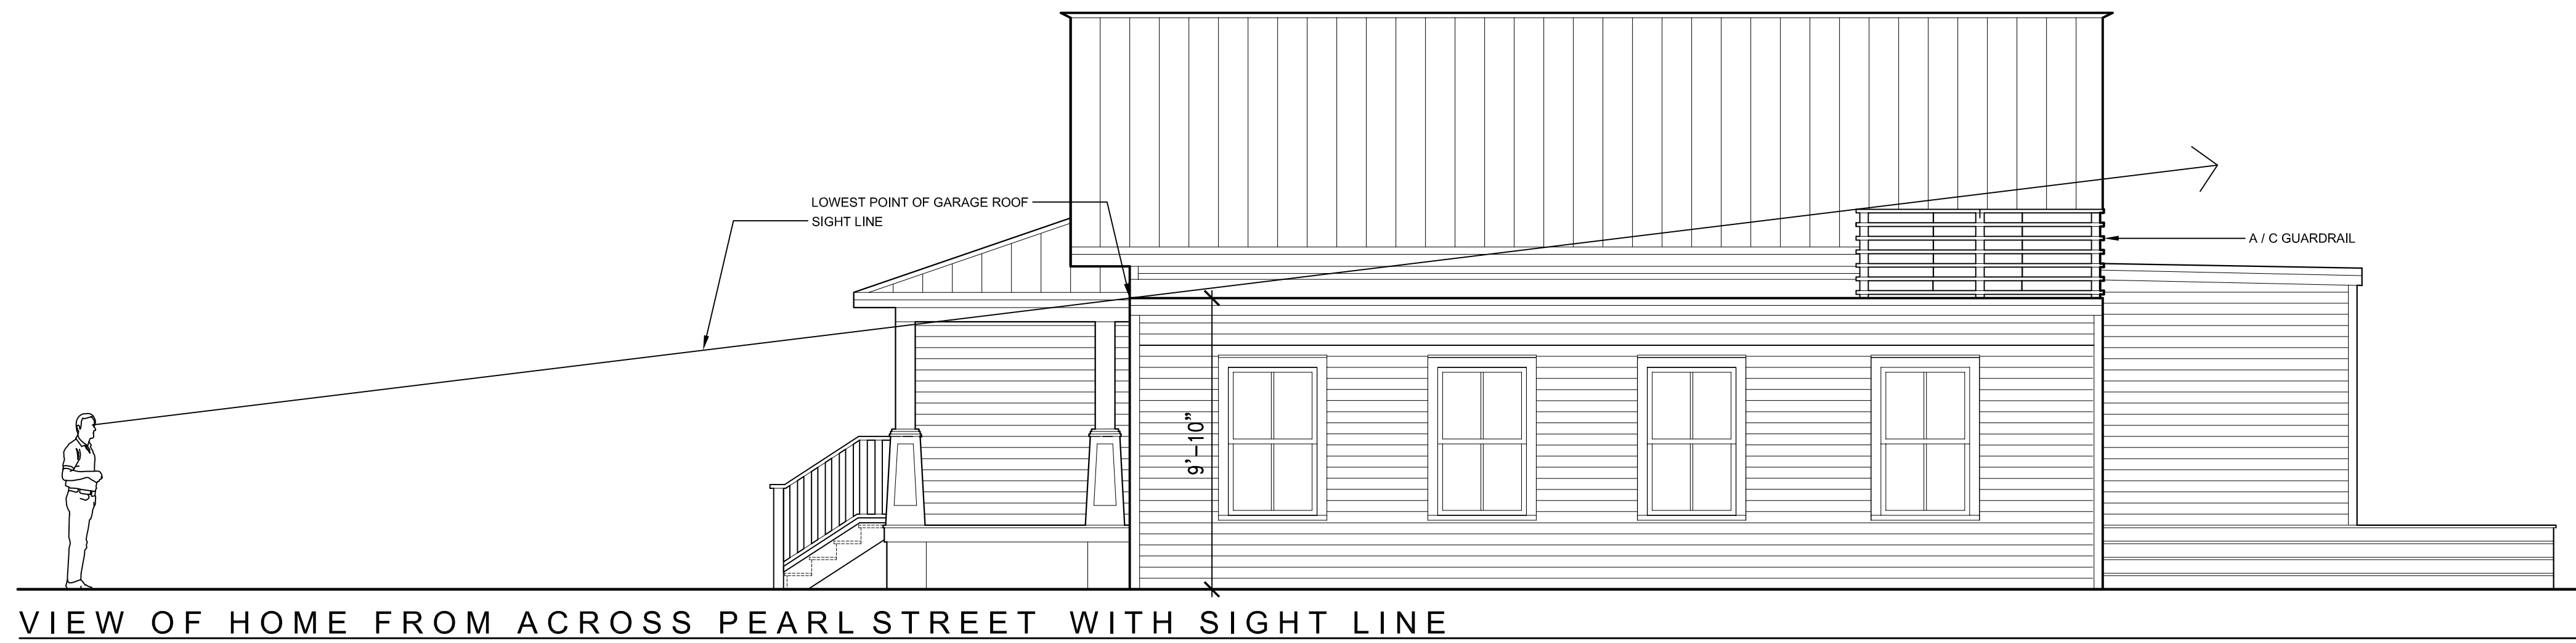 LOWEST POINT OF GARAGE ROOF
SIGHT LINE
A / C GUARDRAIL
9'–10"
VIEW OF HOME FROM ACROSS PEARL STREET WITH SIGHT LINE